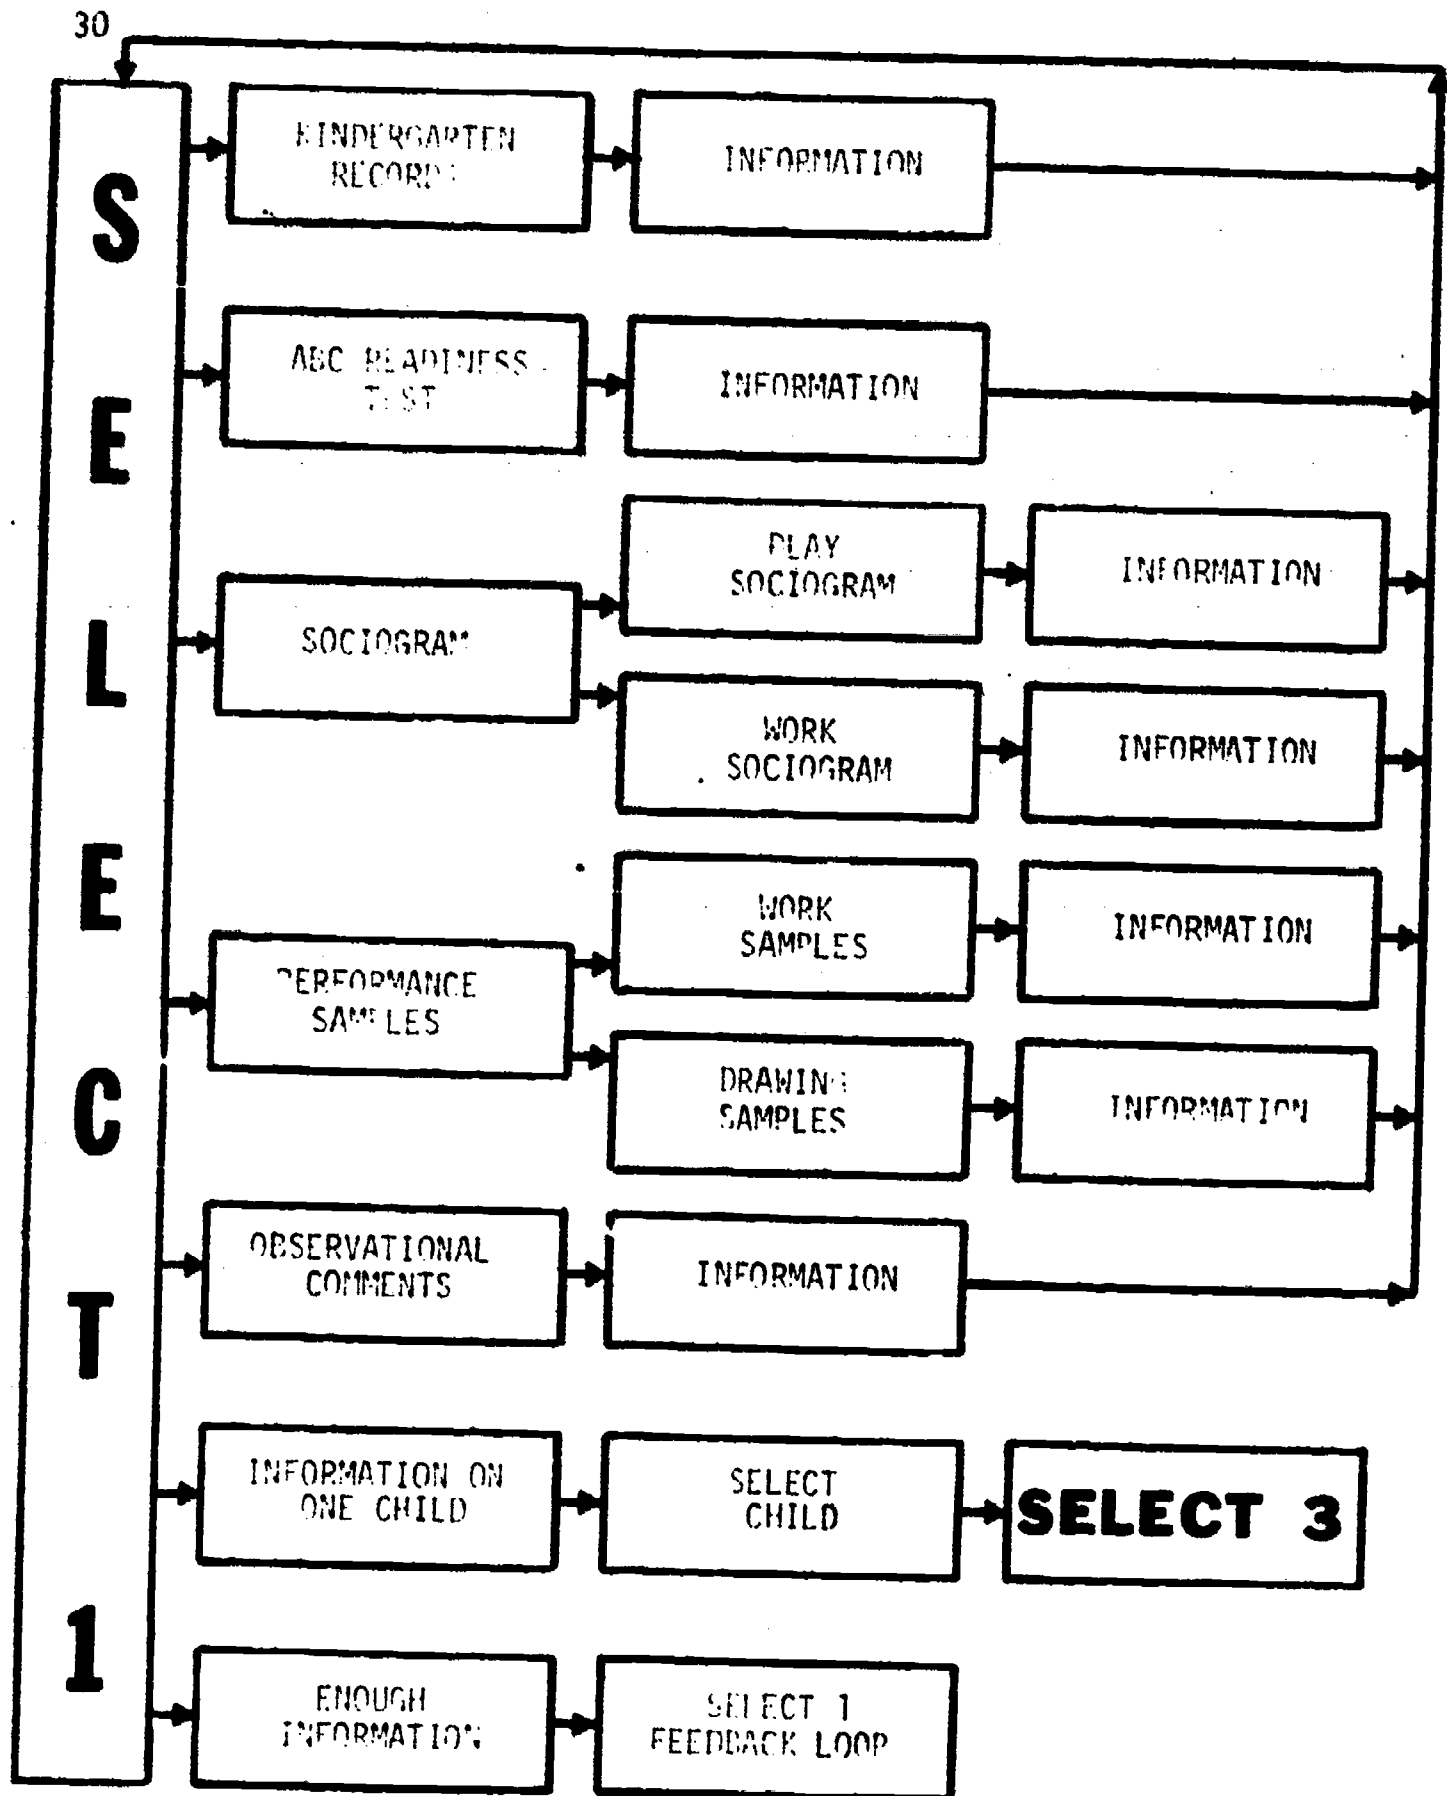 30
SELECT 1
KINDERGARTEN
RECORDS
INFORMATION
ABC READINESS
TEST
INFORMATION
SOCIOGRAM
PLAY
SOCIOGRAM
INFORMATION
WORK
SOCIOGRAM
INFORMATION
PERFORMANCE
SAMPLES
WORK
SAMPLES
INFORMATION
DRAWING
SAMPLES
INFORMATION
OBSERVATIONAL
COMMENTS
INFORMATION
INFORMATION ON
ONE CHILD
SELECT
CHILD
SELECT 3
ENOUGH
INFORMATION
SELECT 1
FEEDBACK LOOP